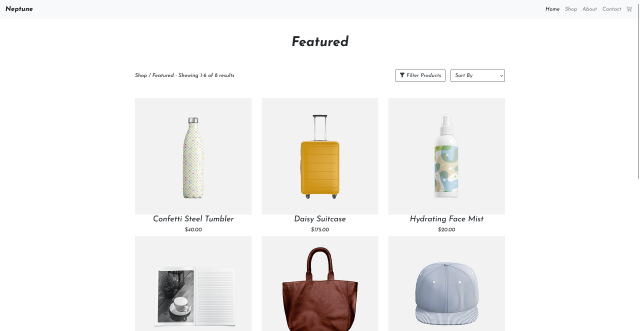 Neptune
Home Shop About Contact
Featured
Shop / Featured - Showing 1-6 of 8 results
Filter Products
Sort By
Confetti Steel Tumbler
$40.00
Daisy Suitcase
$175.00
Hydrating Face Mist
$20.00